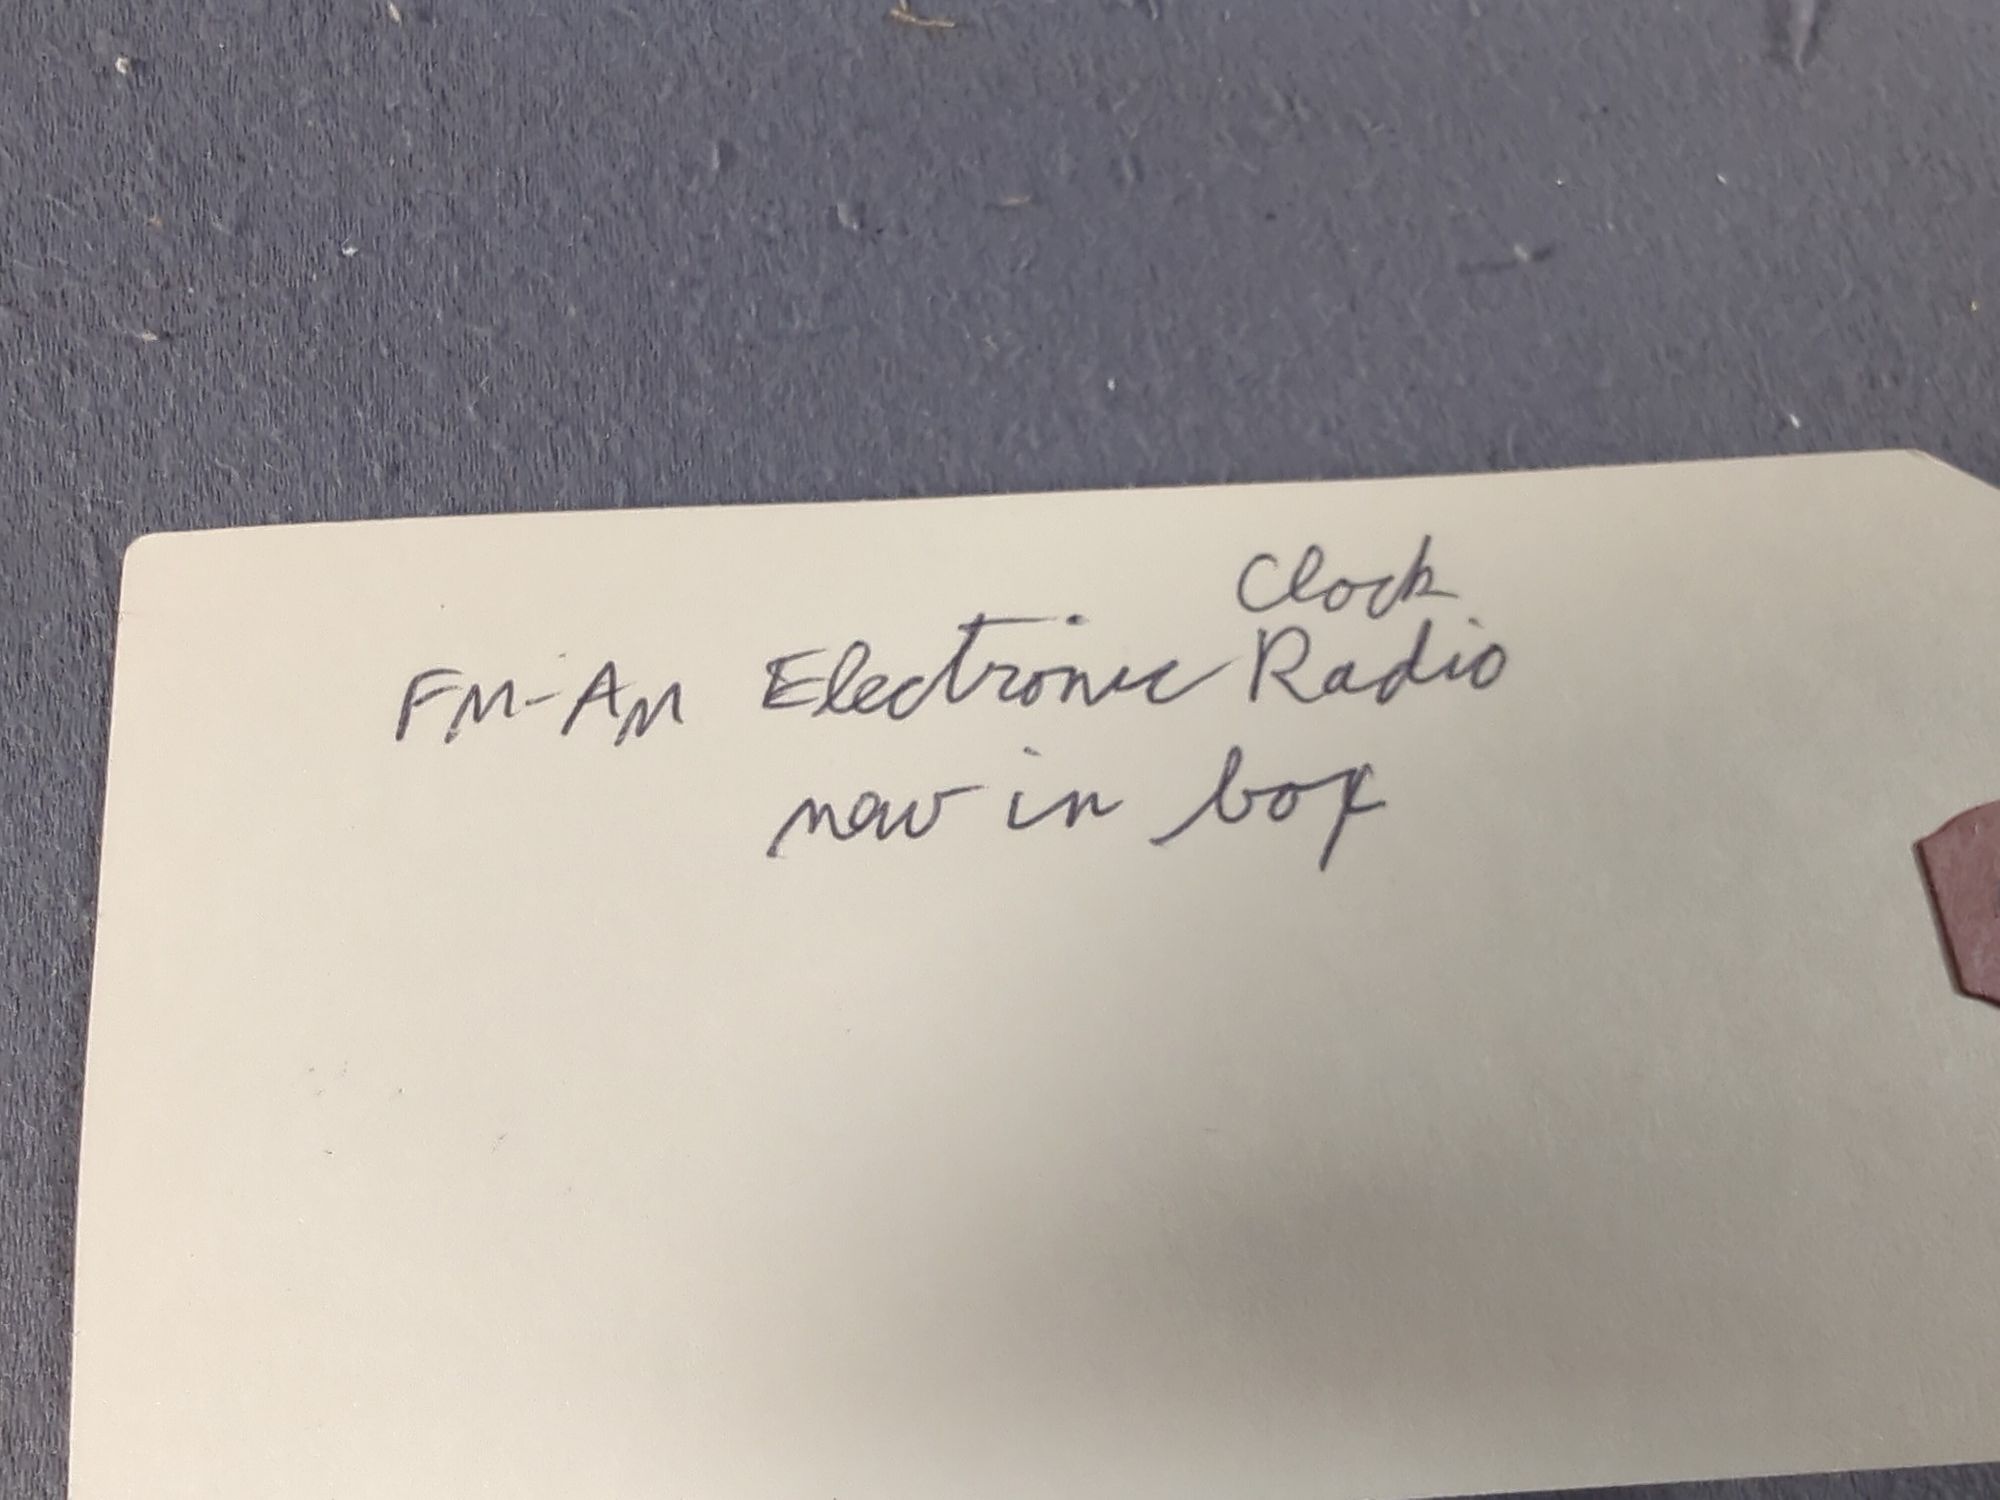 Clock
FM-AM Electronic Radio
new in box